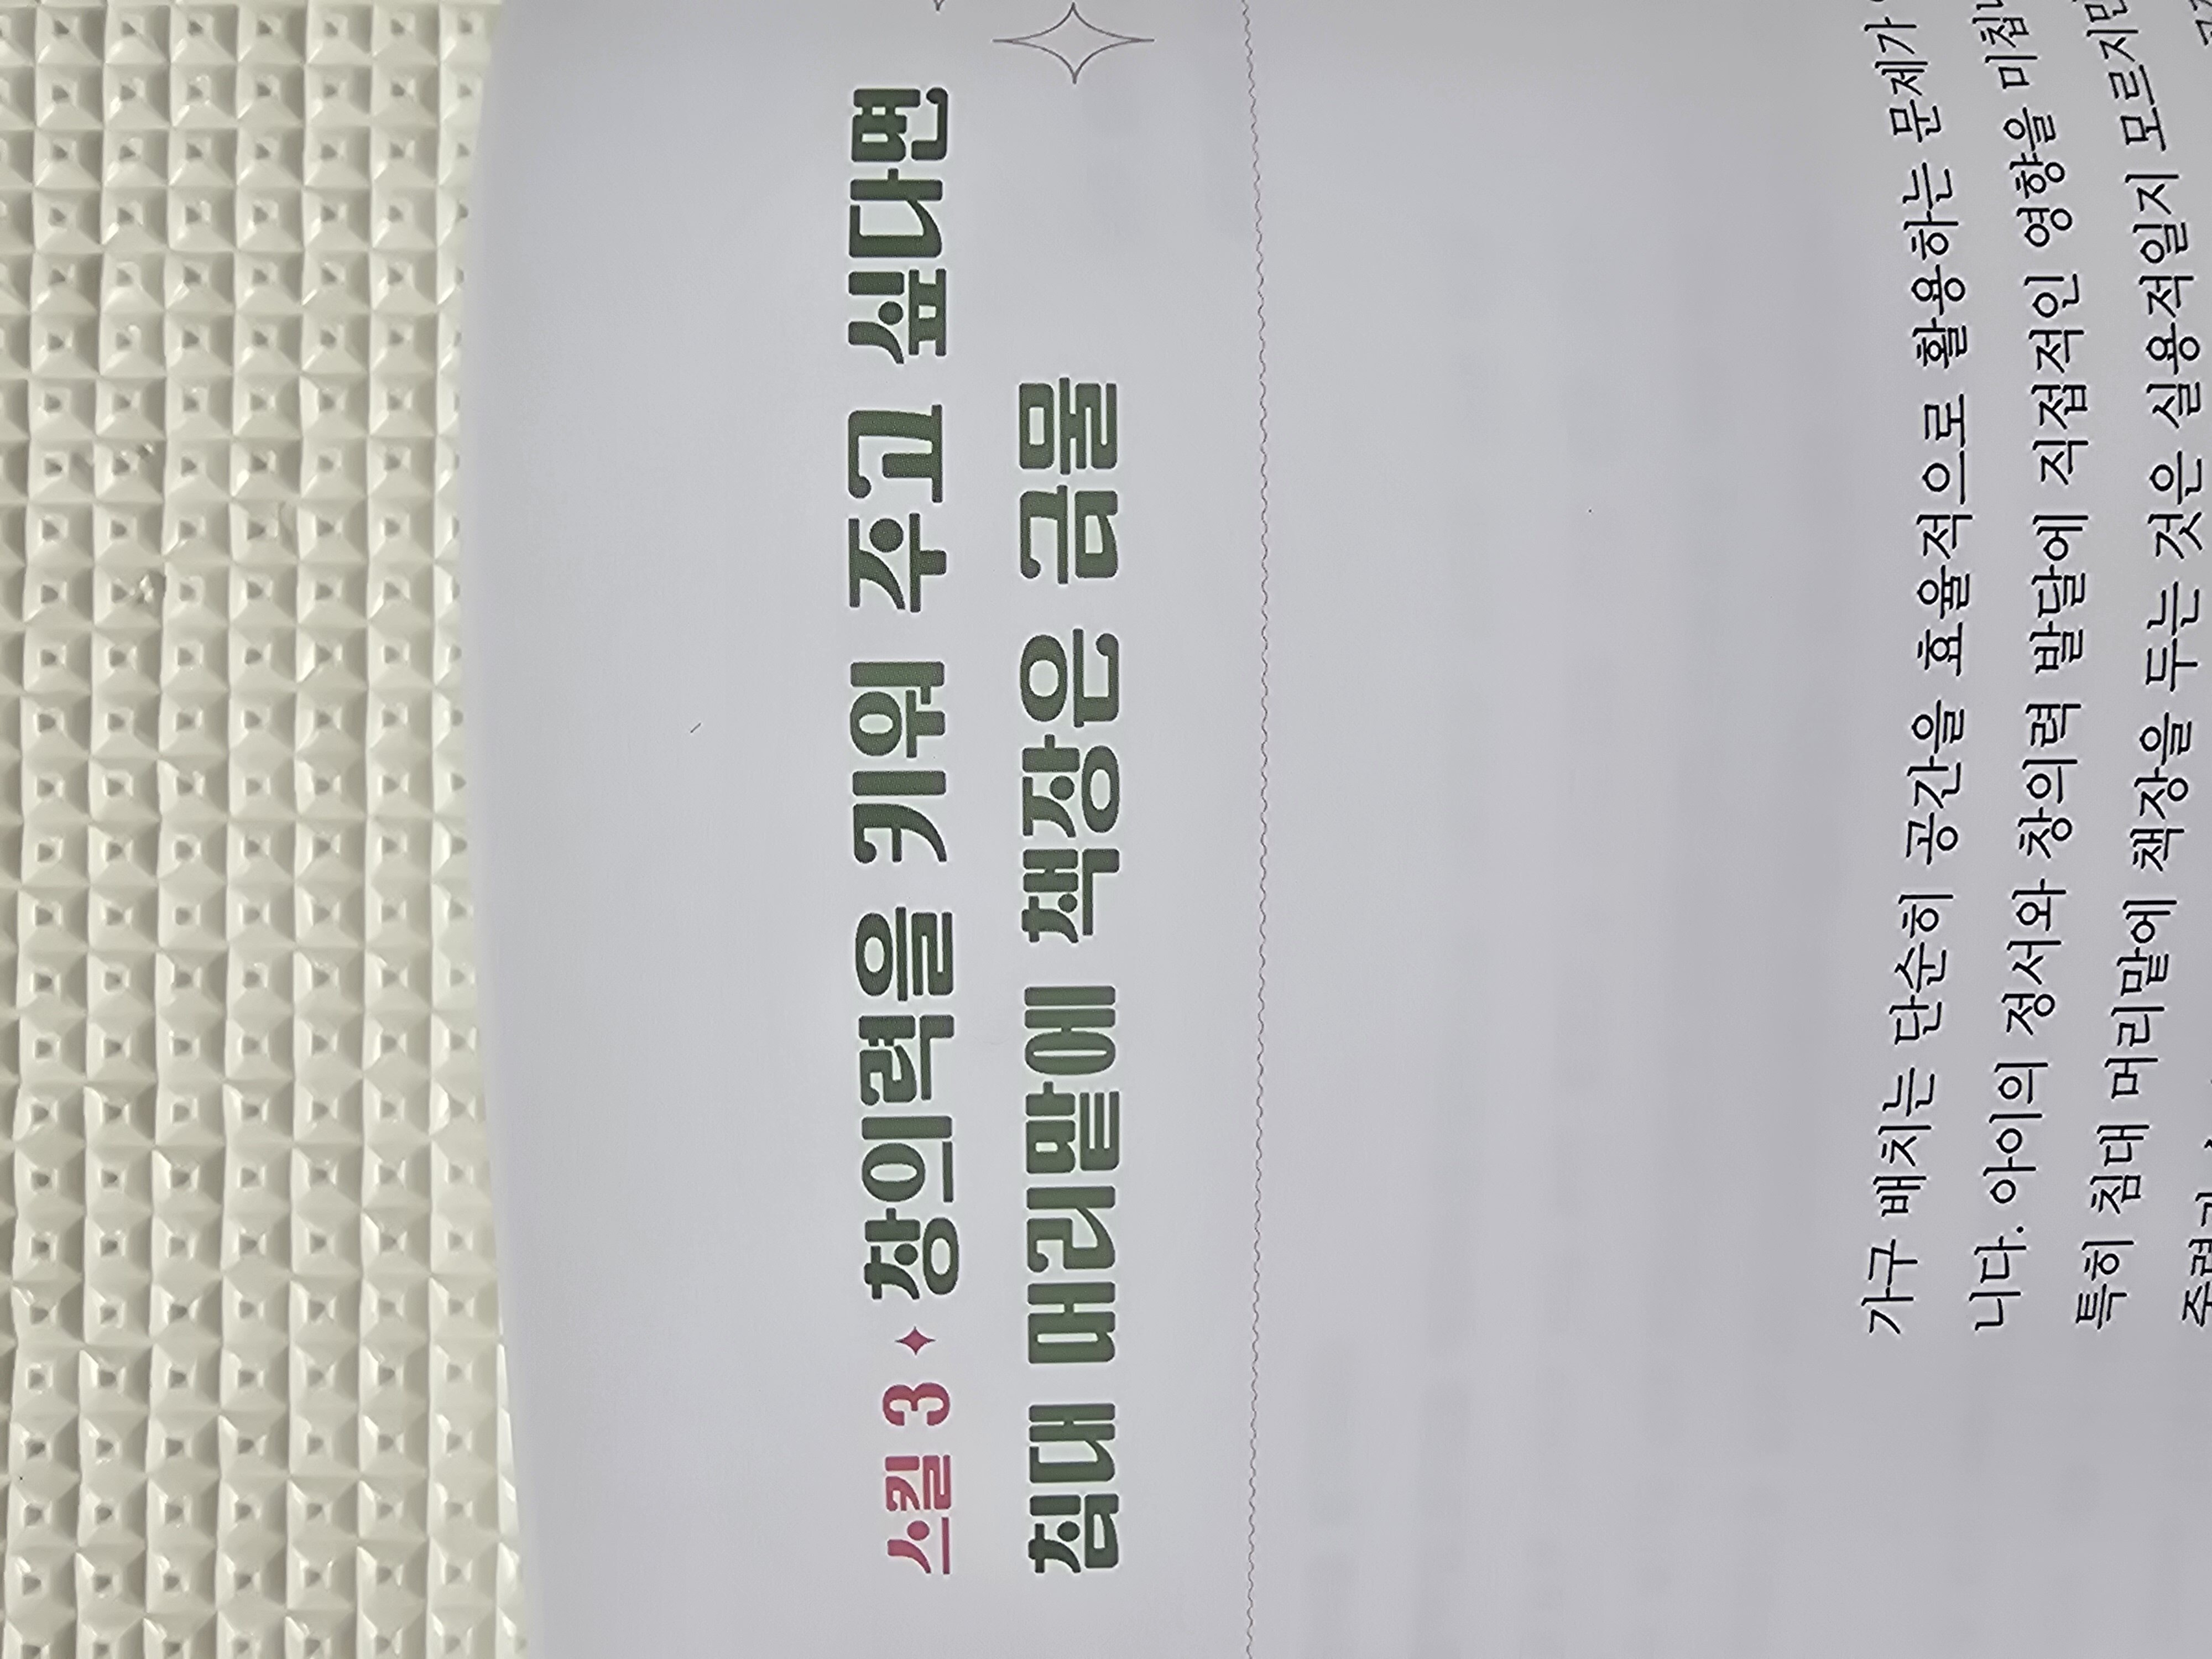 스킬 3 ✦ 창의력을 키워 주고 싶다면
침대 머리맡에 책장은 금물
가구 배치는 단순히 공간을 효율적으로 활용하는 문제가
니다. 아이의 정서와 창의력 발달에 직접적인 영향을 미칩
특히 침대 머리맡에 책장을 두는 것은 실용적일지 모르지만